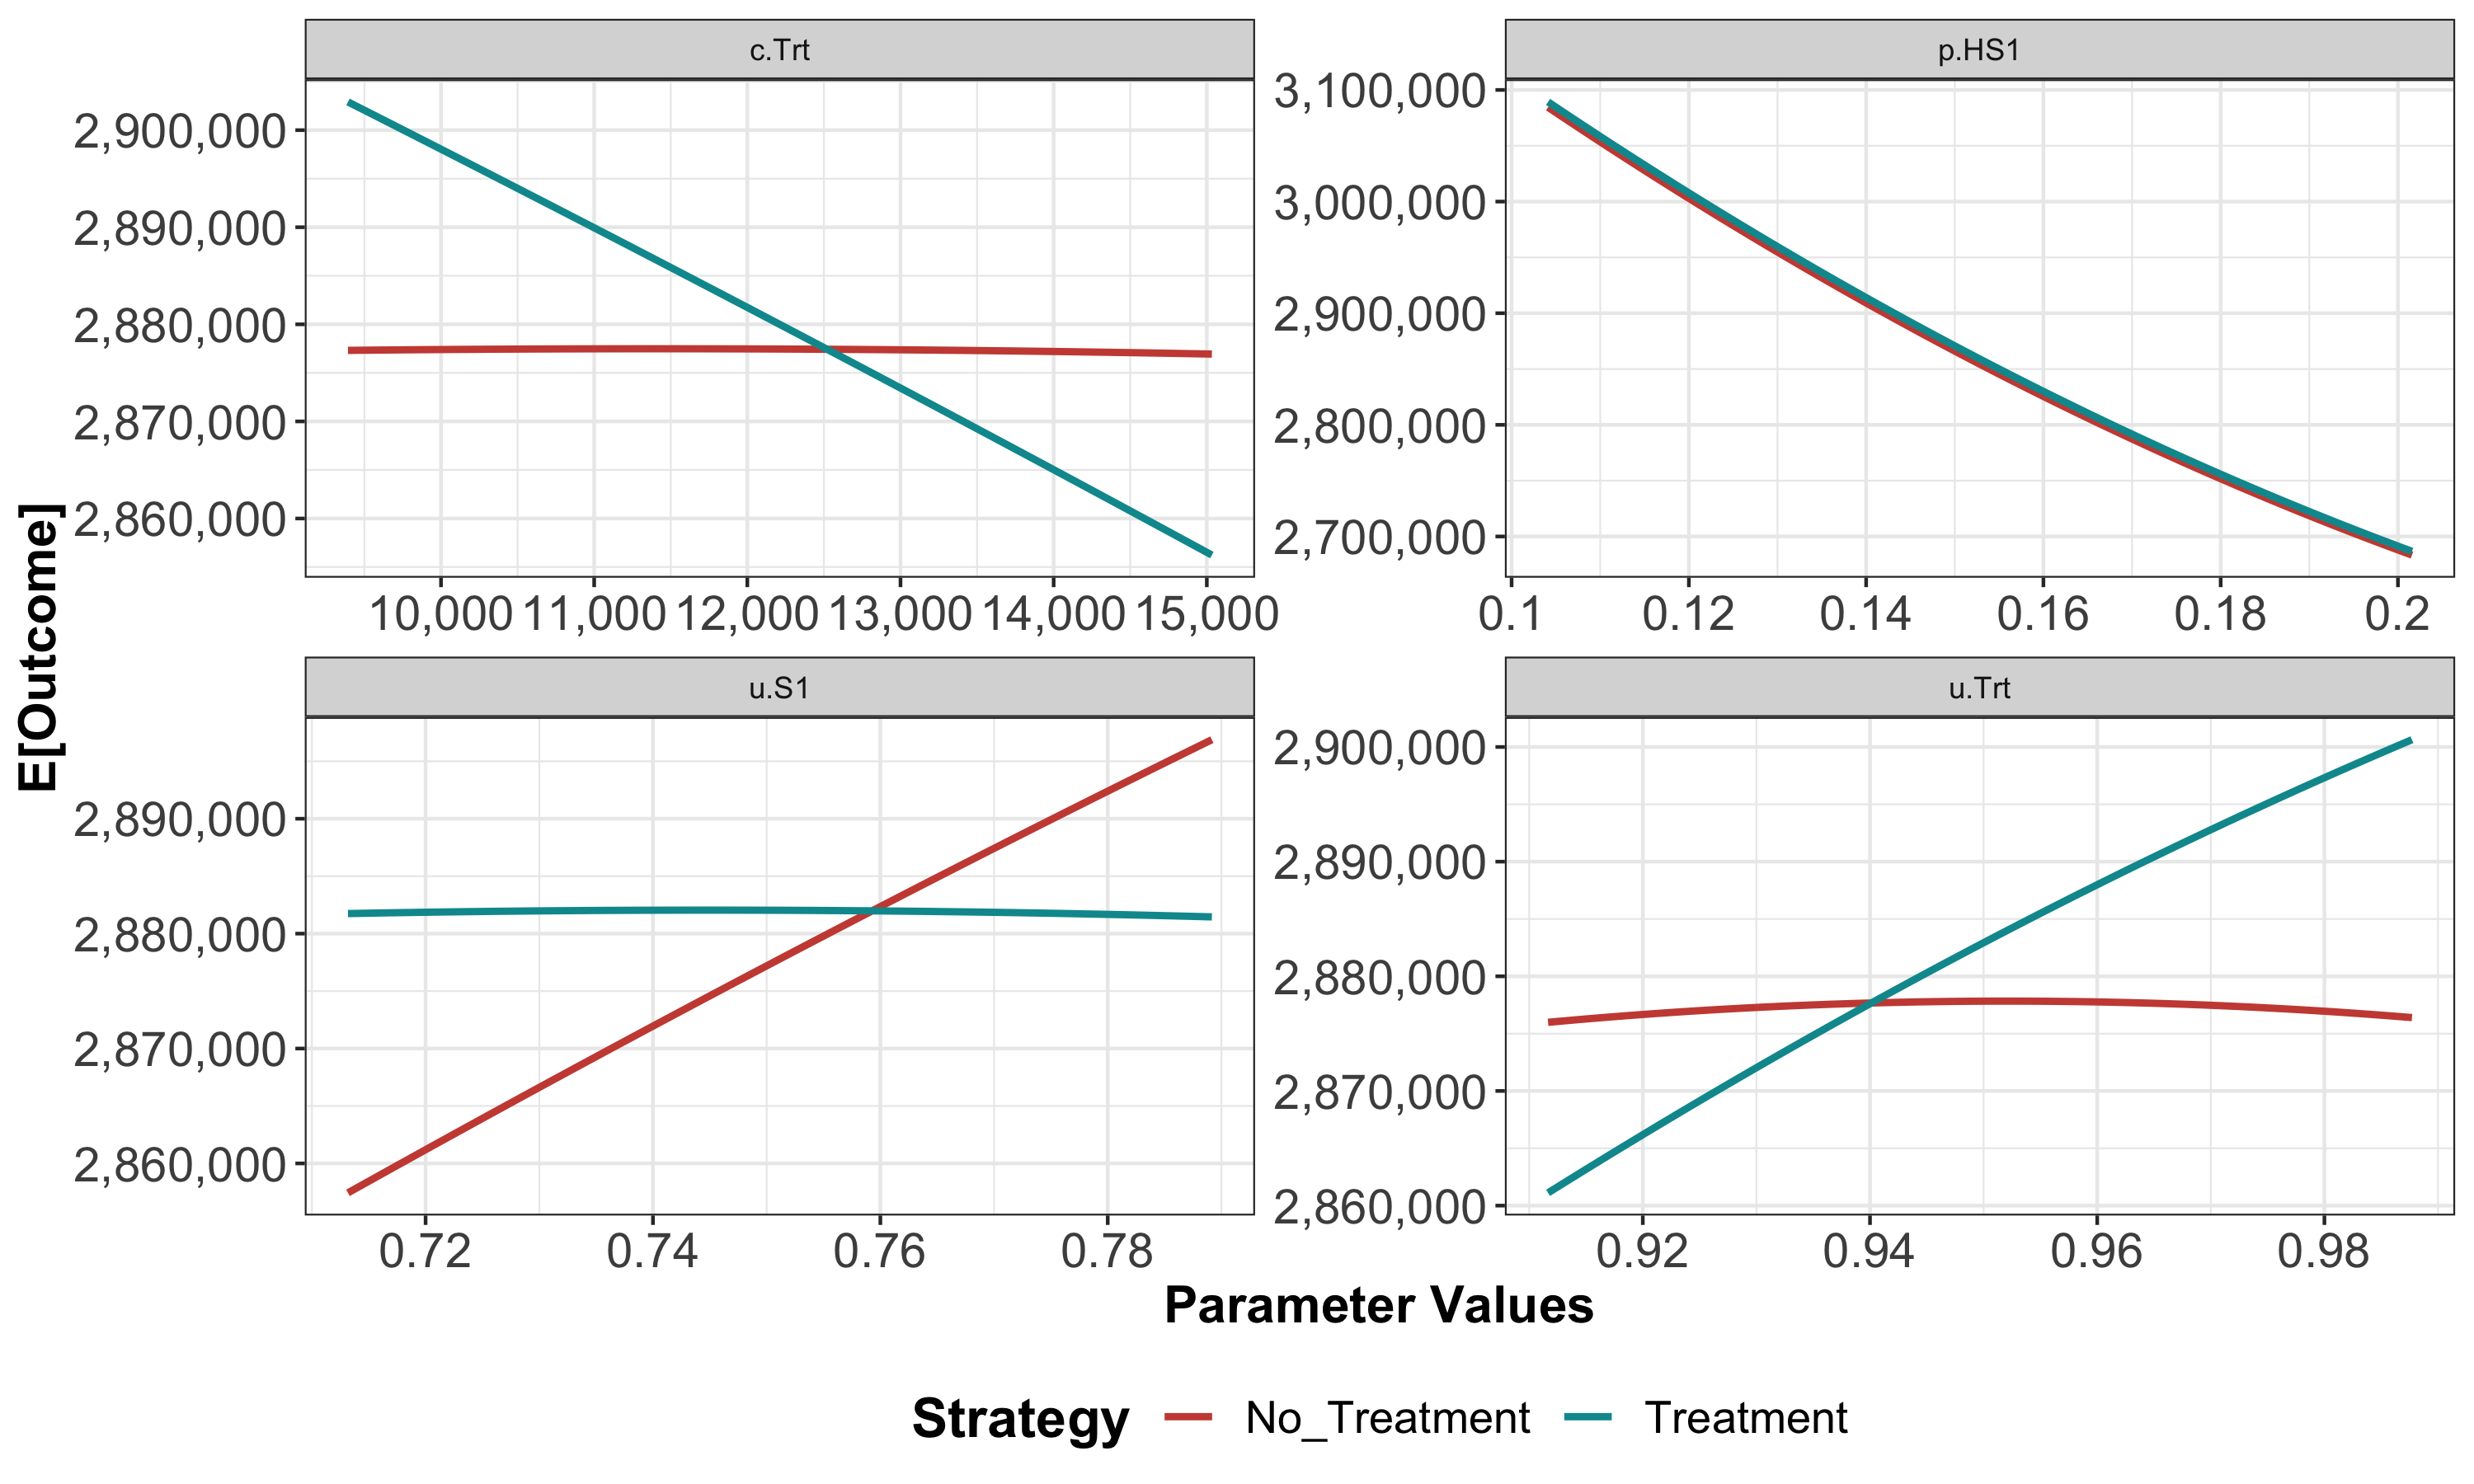 c.Trt
2,900,000
2,890,000
2,880,000
2,870,000
2,860,000
10,000 11,000 12,000 13,000 14,000 15,000
p.HS1
3,100,000
3,000,000
2,900,000
2,800,000
2,700,000
0.1 0.12 0.14 0.16 0.18 0.2
u.S1
2,890,000
2,880,000
2,870,000
2,860,000
0.72 0.74 0.76 0.78
u.Trt
2,900,000
2,890,000
2,880,000
2,870,000
2,860,000
0.92 0.94 0.96 0.98
E[Outcome]
Parameter Values
Strategy No_Treatment Treatment